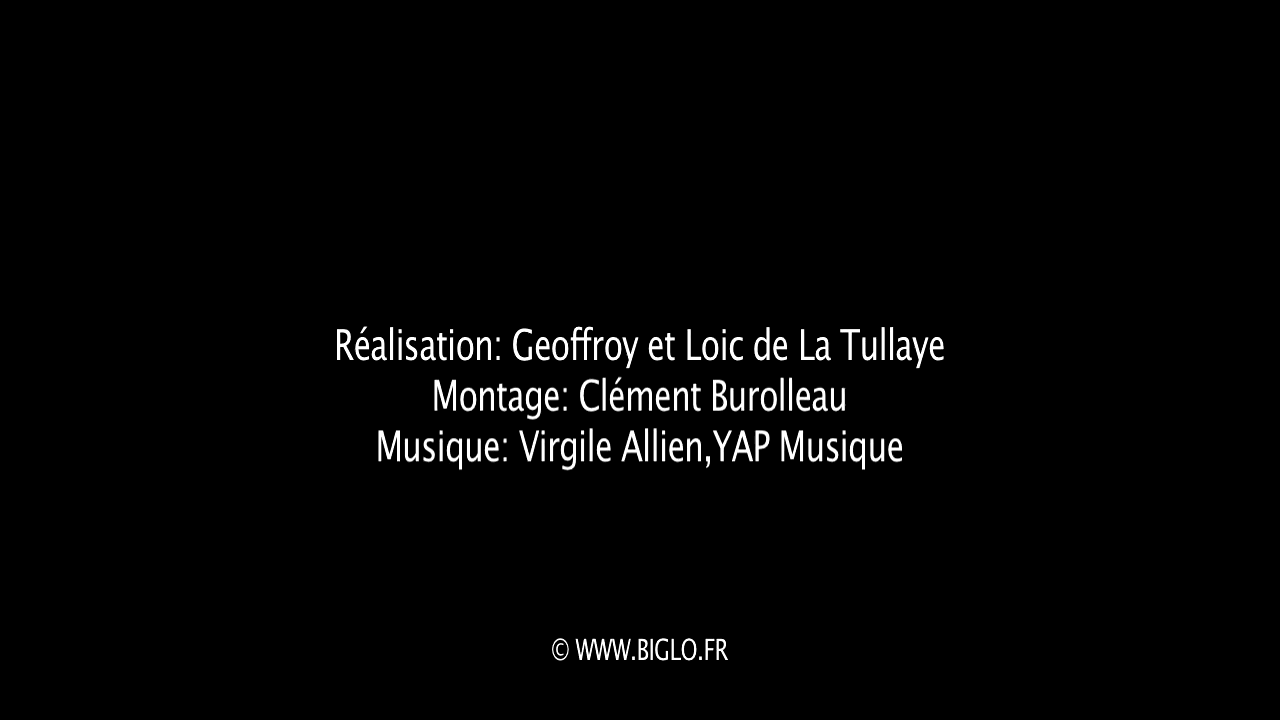 Réalisation: Geoffroy et Loic de La Tullaye
Montage: Clément Burolleau
Musique: Virgile Allien,YAP Musique
© WWW.BIGLO.FR